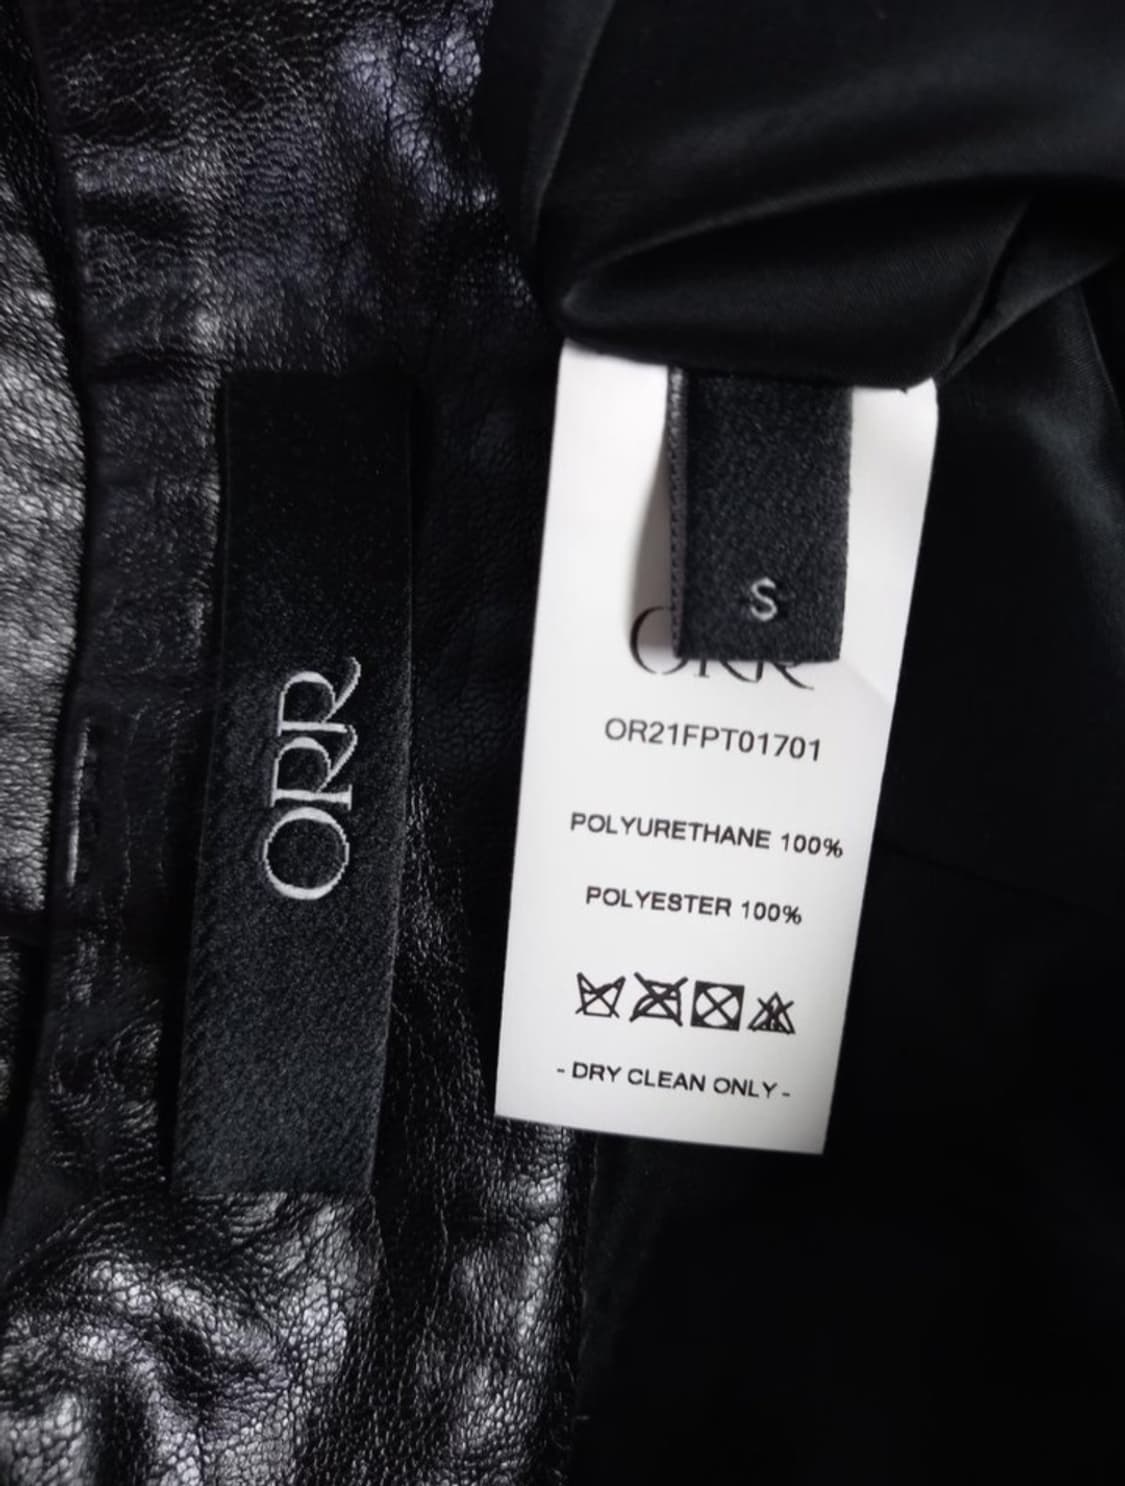 ORR
S
ORR
OR21FPT01701
POLYURETHANE 100%
POLYESTER 100%
- DRY CLEAN ONLY -